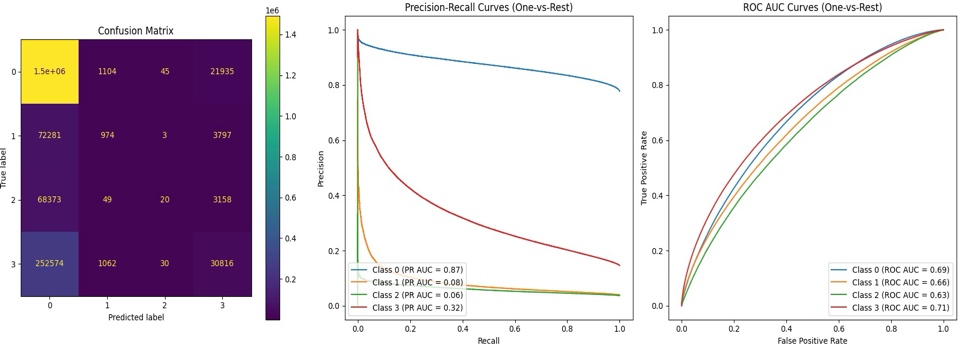 Confusion Matrix
1e6
0 1.5e+06 1104 45 21935
1 72281 974 3 3797
2 68373 49 20 3158
3 252574 1062 30 30816
0 1 2 3
True label
Predicted label
1.4
1.2
1.0
0.8
0.6
0.4
0.2
Precision-Recall Curves (One-vs-Rest)
1.0
0.8
0.6
0.4
0.2
0.0
Precision
Class 0 (PR AUC = 0.87)
Class 1 (PR AUC = 0.08)
Class 2 (PR AUC = 0.06)
Class 3 (PR AUC = 0.32)
0.0 0.2 0.4 0.6 0.8 1.0
Recall
ROC AUC Curves (One-vs-Rest)
1.0
0.8
0.6
0.4
0.2
0.0
True Positive Rate
Class 0 (ROC AUC = 0.69)
Class 1 (ROC AUC = 0.66)
Class 2 (ROC AUC = 0.63)
Class 3 (ROC AUC = 0.71)
0.0 0.2 0.4 0.6 0.8 1.0
False Positive Rate